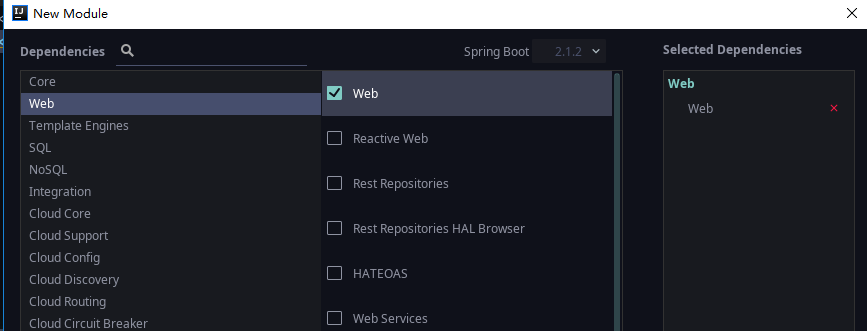 IJ New Module
Dependencies Spring Boot 2.1.2 Selected Dependencies
Core
Web
Template Engines
SQL
NoSQL
Integration
Cloud Core
Cloud Support
Cloud Config
Cloud Discovery
Cloud Routing
Cloud Circuit Breaker
Web
Reactive Web
Rest Repositories
Rest Repositories HAL Browser
HATEOAS
Web Services
Web
Web